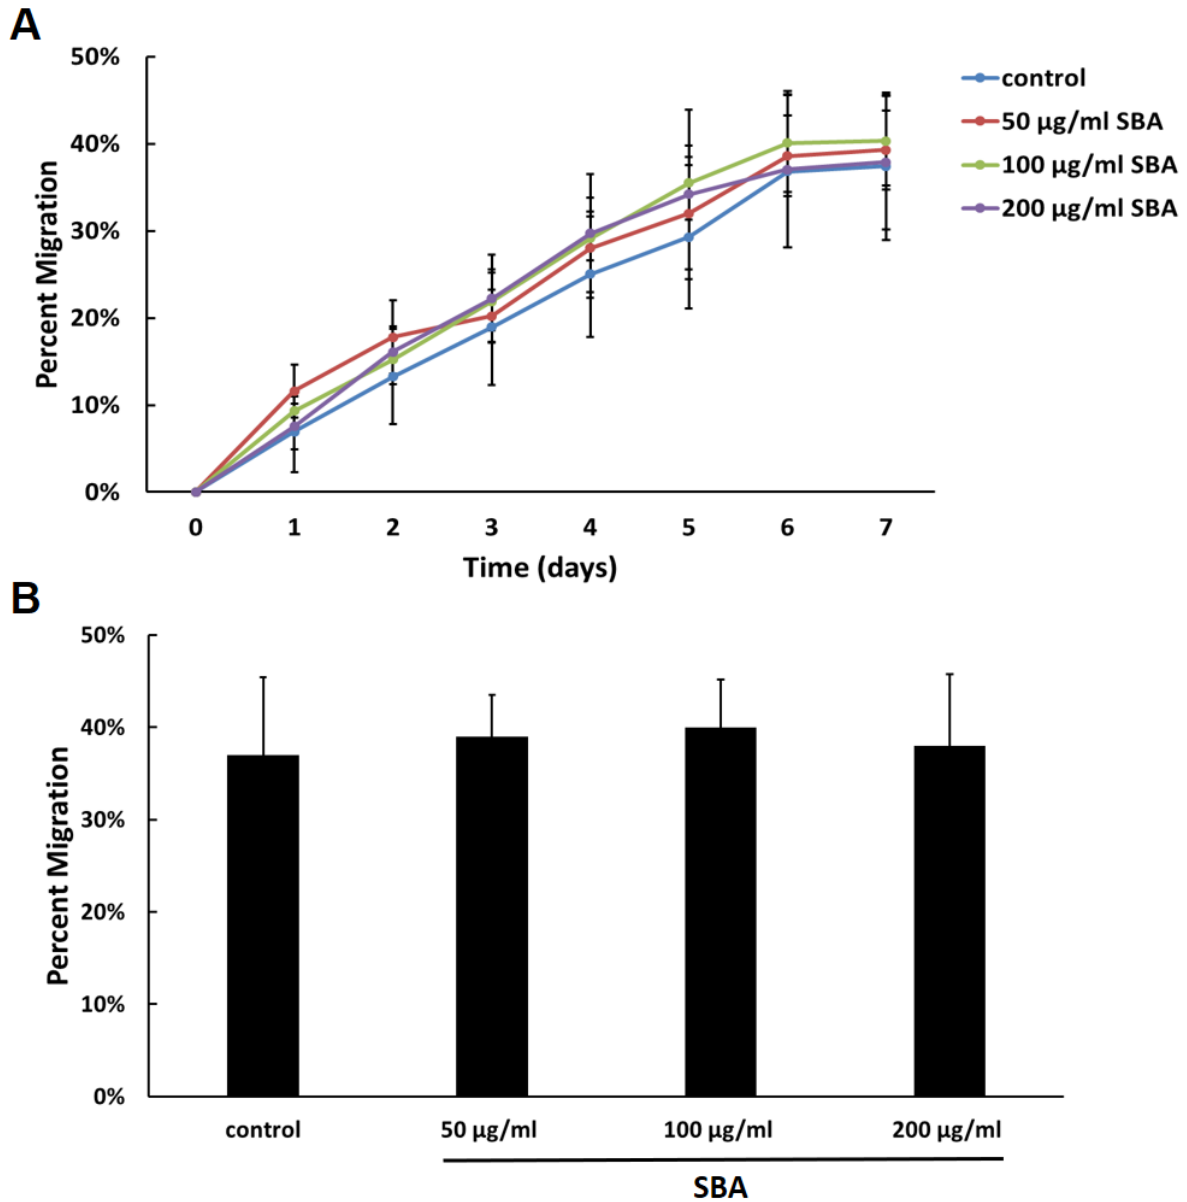 A
50%
40%
30%
20%
10%
0%
Percent Migration
0 1 2 3 4 5 6 7
Time (days)
control
50 µg/ml SBA
100 µg/ml SBA
200 µg/ml SBA
B
50%
40%
30%
20%
10%
0%
Percent Migration
control 50 µg/ml 100 µg/ml 200 µg/ml
SBA